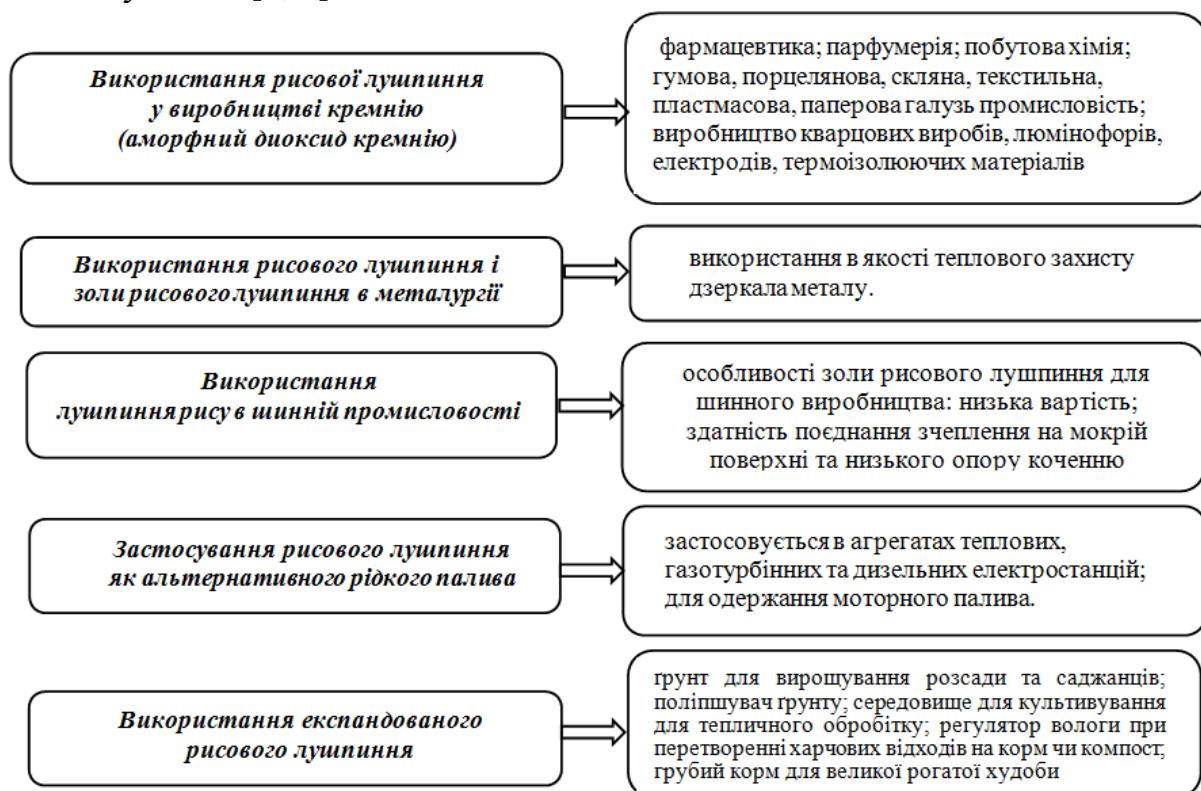 Використання рисової лушпиння
у виробництві кремнію
(аморфний диоксид кремнію)
фармацевтика; парфумерія; побутова хімія;
гумова, порцелянова, скляна, текстильна,
пластмасова, паперова галузь промисловість;
виробництво кварцових виробів, люмінофорів,
електродів, термоізолюючих матеріалів
Використання рисового лушпиння і
золи рисового лушпиння в металургії
використання в якості теплового захисту
дзеркала металу.
Використання
лушпиння рису в шинній промисловості
особливості золи рисового лушпиння для
шинного виробництва: низька вартість;
здатність поєднання зчеплення на мокрій
поверхні та низького опору коченню
Застосування рисового лушпиння
як альтернативного рідкого палива
застосовується в агрегатах теплових,
газотурбінних та дизельних електростанцій;
для одержання моторного палива.
Використання експандованого
рисового лушпиння
ґрунт для вирощування розсади та саджанців;
поліпшувач ґрунту; середовище для культивування
для тепличного обробітку; регулятор вологи при
перетворенні харчових відходів на корм чи компост;
грубий корм для великої рогатої худоби